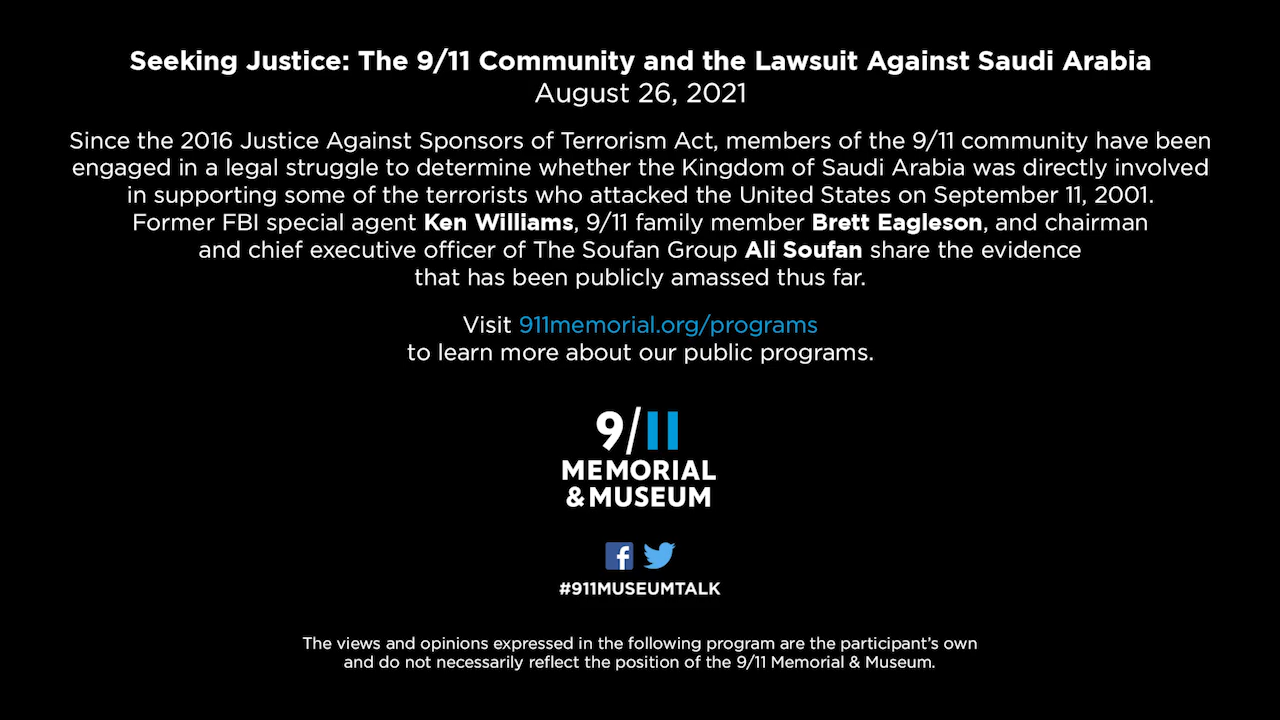 Seeking Justice: The 9/11 Community and the Lawsuit Against Saudi Arabia
August 26, 2021
Since the 2016 Justice Against Sponsors of Terrorism Act, members of the 9/11 community have been
engaged in a legal struggle to determine whether the Kingdom of Saudi Arabia was directly involved
in supporting some of the terrorists who attacked the United States on September 11, 2001.
Former FBI special agent Ken Williams, 9/11 family member Brett Eagleson, and chairman
and chief executive officer of The Soufan Group Ali Soufan share the evidence
that has been publicly amassed thus far.
Visit 911memorial.org/programs
to learn more about our public programs.
9/11
MEMORIAL
& MUSEUM
#911MUSEUMTALK
The views and opinions expressed in the following program are the participant's own
and do not necessarily reflect the position of the 9/11 Memorial & Museum.